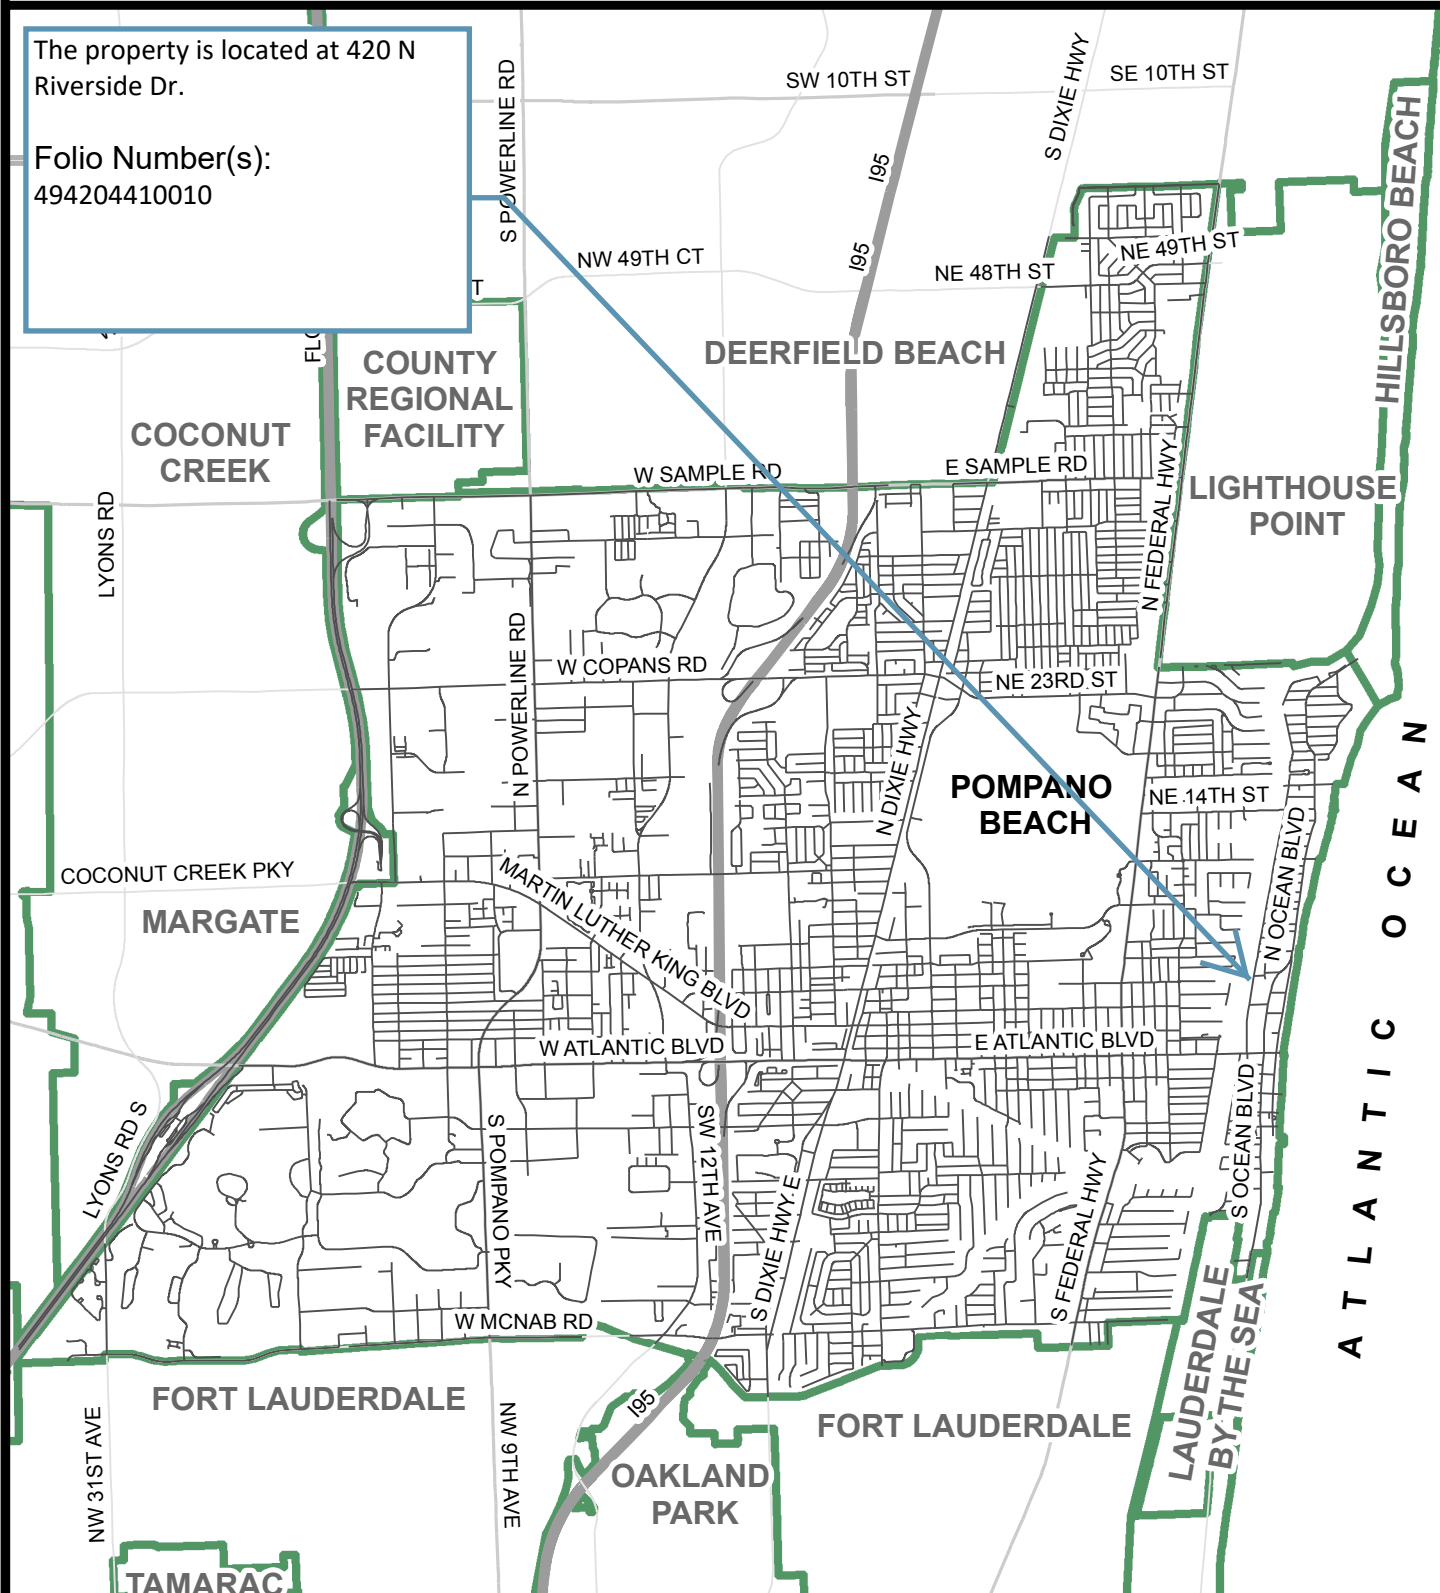 The property is located at 420 N
Riverside Dr.
Folio Number(s):
494204410010
S POWERLINE RD
SW 10TH ST
S DIXIE HWY
SE 10TH ST
I95
I95
HILLSBORO BEACH
NW 49TH CT
NE 48TH ST
NE 49TH ST
T
FLO
COUNTY
REGIONAL
FACILITY
DEERFIELD BEACH
COCONUT
CREEK
W SAMPLE RD
E SAMPLE RD
N FEDERAL HWY
LIGHTHOUSE
POINT
LYONS RD
N POWERLINE RD
W COPANS RD
NE 23RD ST
N DIXIE HWY
POMPANO
BEACH
NE 14TH ST
N OCEAN BLVD
ATLANTIC OCEAN
COCONUT CREEK PKY
MARTIN LUTHER KING BLVD
MARGATE
W ATLANTIC BLVD
E ATLANTIC BLVD
LYONS RD S
S POMPANO PKY
SW 12TH AVE
S DIXIE HWY E
S FEDERAL HWY
S OCEAN BLVD
W MCNAB RD
FORT LAUDERDALE
I95
FORT LAUDERDALE
LAUDERDALE
BY THE SEA
NW 31ST AVE
NW 9TH AVE
OAKLAND
PARK
TAMARAC